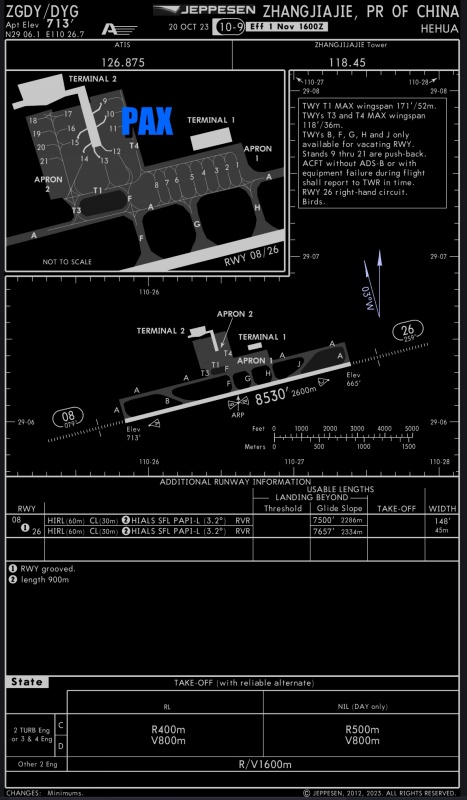 ZGDY/DYG
JEPPESEN ZHANGJIAJIE, PR OF CHINA
Apt Elev 713'
N29 06.1 E110 26.7
20 OCT 23 10-9 Eff 1 Nov 1600Z
HEHUA
ATIS
126.875
ZHANGJIAJIE Tower
118.45
TERMINAL 2
PAX
TERMINAL 1
APRON 1
APRON 2
18 17 16 10 9
19 11
20 15 12
21 14 13
T4
T1
T3
8 7 6 5 4 3 2 1
A
F
A
A
A
F
G
H
RWY 08/26
NOT TO SCALE
110-27 110-28
29-08 29-08
TWY T1 MAX wingspan 171'/52m.
TWYs T3 and T4 MAX wingspan
118'/36m.
TWYs B, F, G, H and J only
available for vacating RWY.
Stands 9 thru 21 are push-back.
ACFT without ADS-B or with
equipment failure during flight
shall report to TWR in time.
RWY 26 right-hand circuit.
Birds.
29-07 29-07
03°W
110-26
APRON 2
TERMINAL 2
TERMINAL 1
T4
APRON 1
T1
T3
F
A
A
A
A
A
A
B
F
G
H
J
26
259°
Elev
665'
08
079°
Elev
713'
ARP
8530' 2600m
Feet 0 1000 2000 3000 4000 5000
Meters 0 500 1000 1500
29-06 29-06
110-26 110-27 110-28
ADDITIONAL RUNWAY INFORMATION
USABLE LENGTHS
LANDING BEYOND
RWY Threshold Glide Slope TAKE-OFF WIDTH
08 HIRL(60m) CL(30m) 2 HIALS SFL PAPI-L (3.2°) RVR 7500' 2286m 148'
1 26 HIRL(60m) CL(30m) 2 HIALS SFL PAPI-L (3.2°) RVR 7657' 2334m 45m
1 RWY grooved.
2 length 900m
State
TAKE-OFF (with reliable alternate)
RL NIL (DAY only)
2 TURB Eng
or 3 & 4 Eng
C
D
R400m
V800m
R500m
V800m
Other 2 Eng R/V1600m
CHANGES: Minimums.
© JEPPESEN, 2012, 2023. ALL RIGHTS RESERVED.